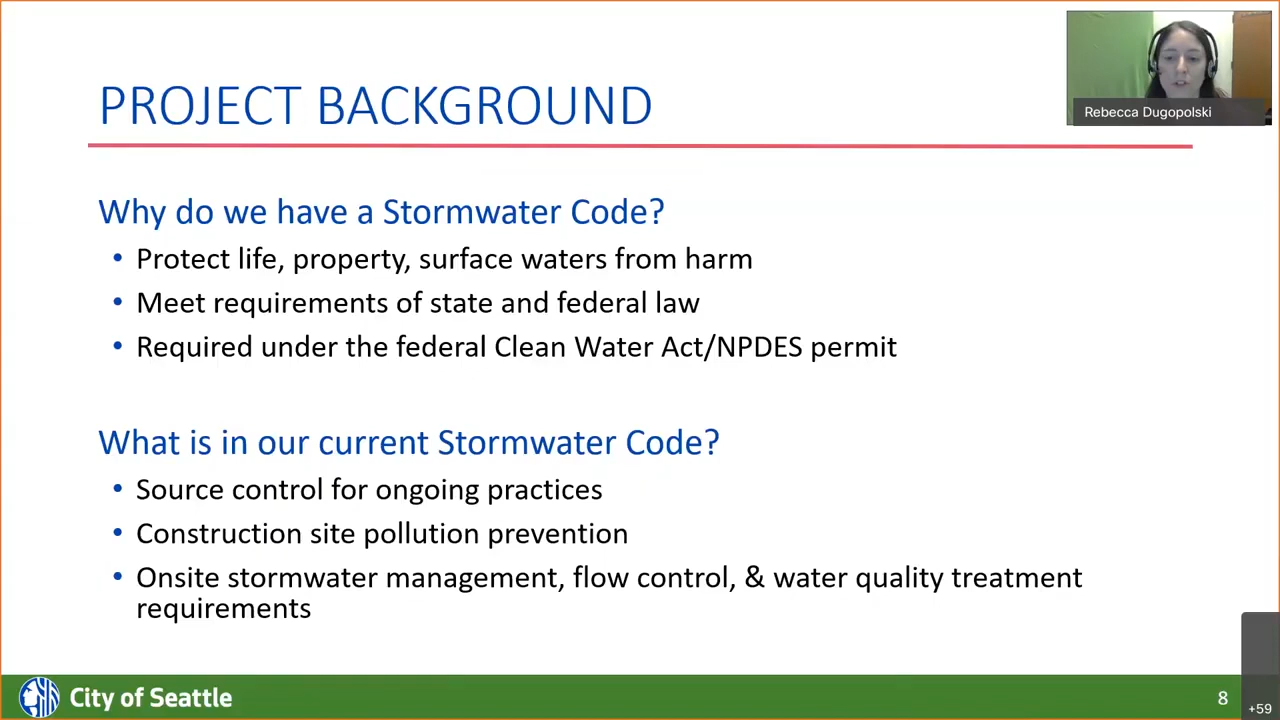 PROJECT BACKGROUND
Rebecca Dugopolski
Why do we have a Stormwater Code?
• Protect life, property, surface waters from harm
• Meet requirements of state and federal law
• Required under the federal Clean Water Act/NPDES permit
What is in our current Stormwater Code?
• Source control for ongoing practices
• Construction site pollution prevention
• Onsite stormwater management, flow control, & water quality treatment
requirements
City of Seattle
8
+59